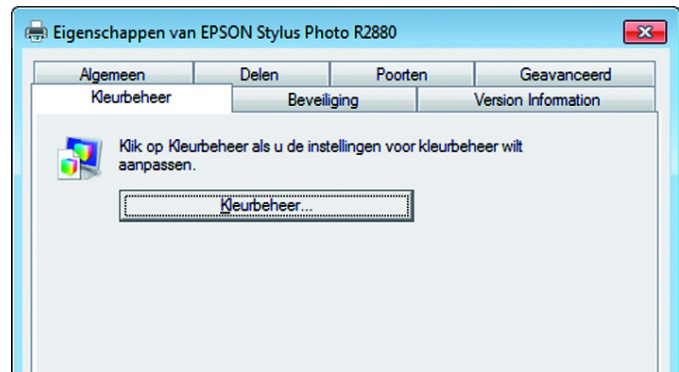 Eigenschappen van EPSON Stylus Photo R2880
Algemeen Delen Poorten Geavanceerd
Kleurbeheer Beveiliging Version Information
Klik op Kleurbeheer als u de instellingen voor kleurbeheer wilt
aanpassen.
Kleurbeheer...